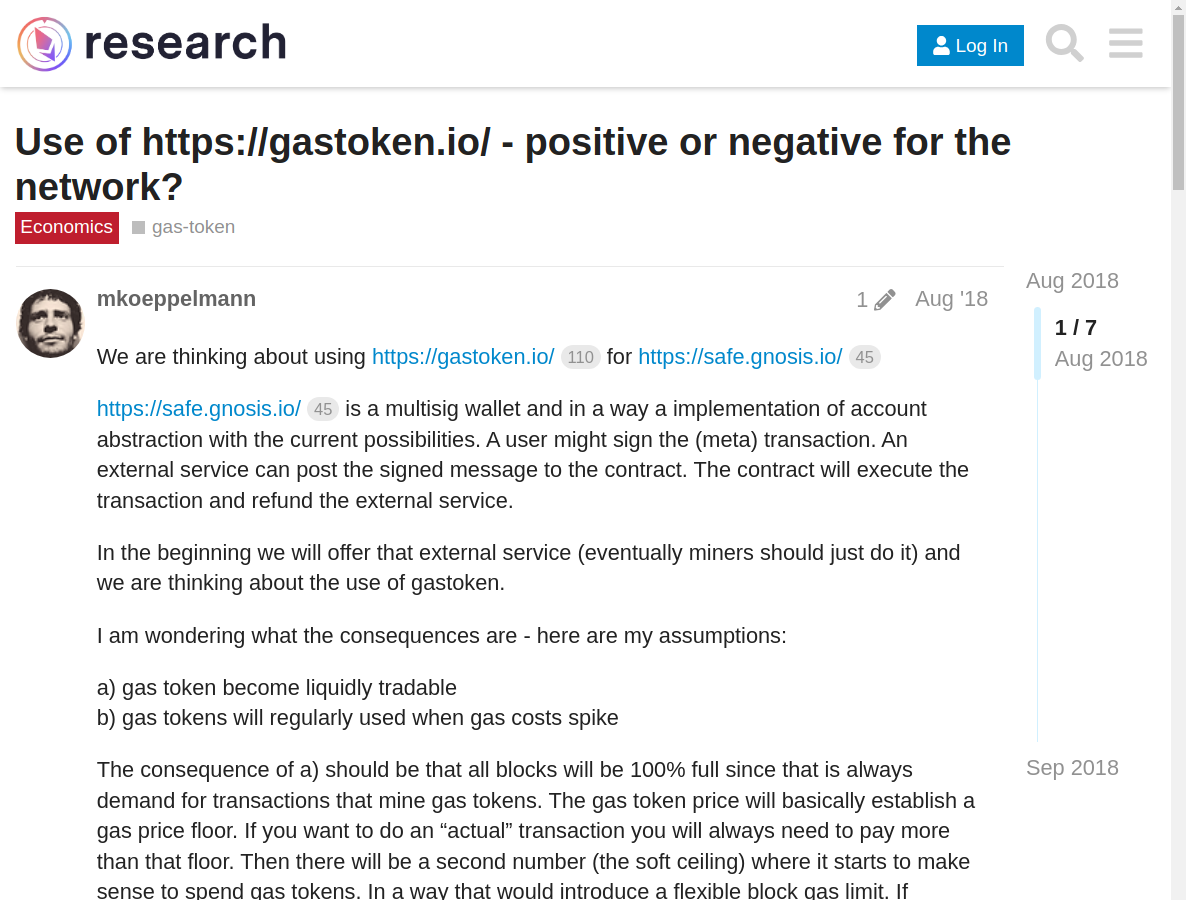 research
Log In
Use of https://gastoken.io/ - positive or negative for the
network?
Economics gas-token
mkoeppelmann 1 Aug '18
We are thinking about using https://gastoken.io/ 110 for https://safe.gnosis.io/ 45
https://safe.gnosis.io/ 45 is a multisig wallet and in a way a implementation of account
abstraction with the current possibilities. A user might sign the (meta) transaction. An
external service can post the signed message to the contract. The contract will execute the
transaction and refund the external service.
In the beginning we will offer that external service (eventually miners should just do it) and
we are thinking about the use of gastoken.
I am wondering what the consequences are - here are my assumptions:
a) gas token become liquidly tradable
b) gas tokens will regularly used when gas costs spike
The consequence of a) should be that all blocks will be 100% full since that is always
demand for transactions that mine gas tokens. The gas token price will basically establish a
gas price floor. If you want to do an “actual” transaction you will always need to pay more
than that floor. Then there will be a second number (the soft ceiling) where it starts to make
sense to spend gas tokens. In a way that would introduce a flexible block gas limit. If
Aug 2018
1 / 7
Aug 2018
Sep 2018